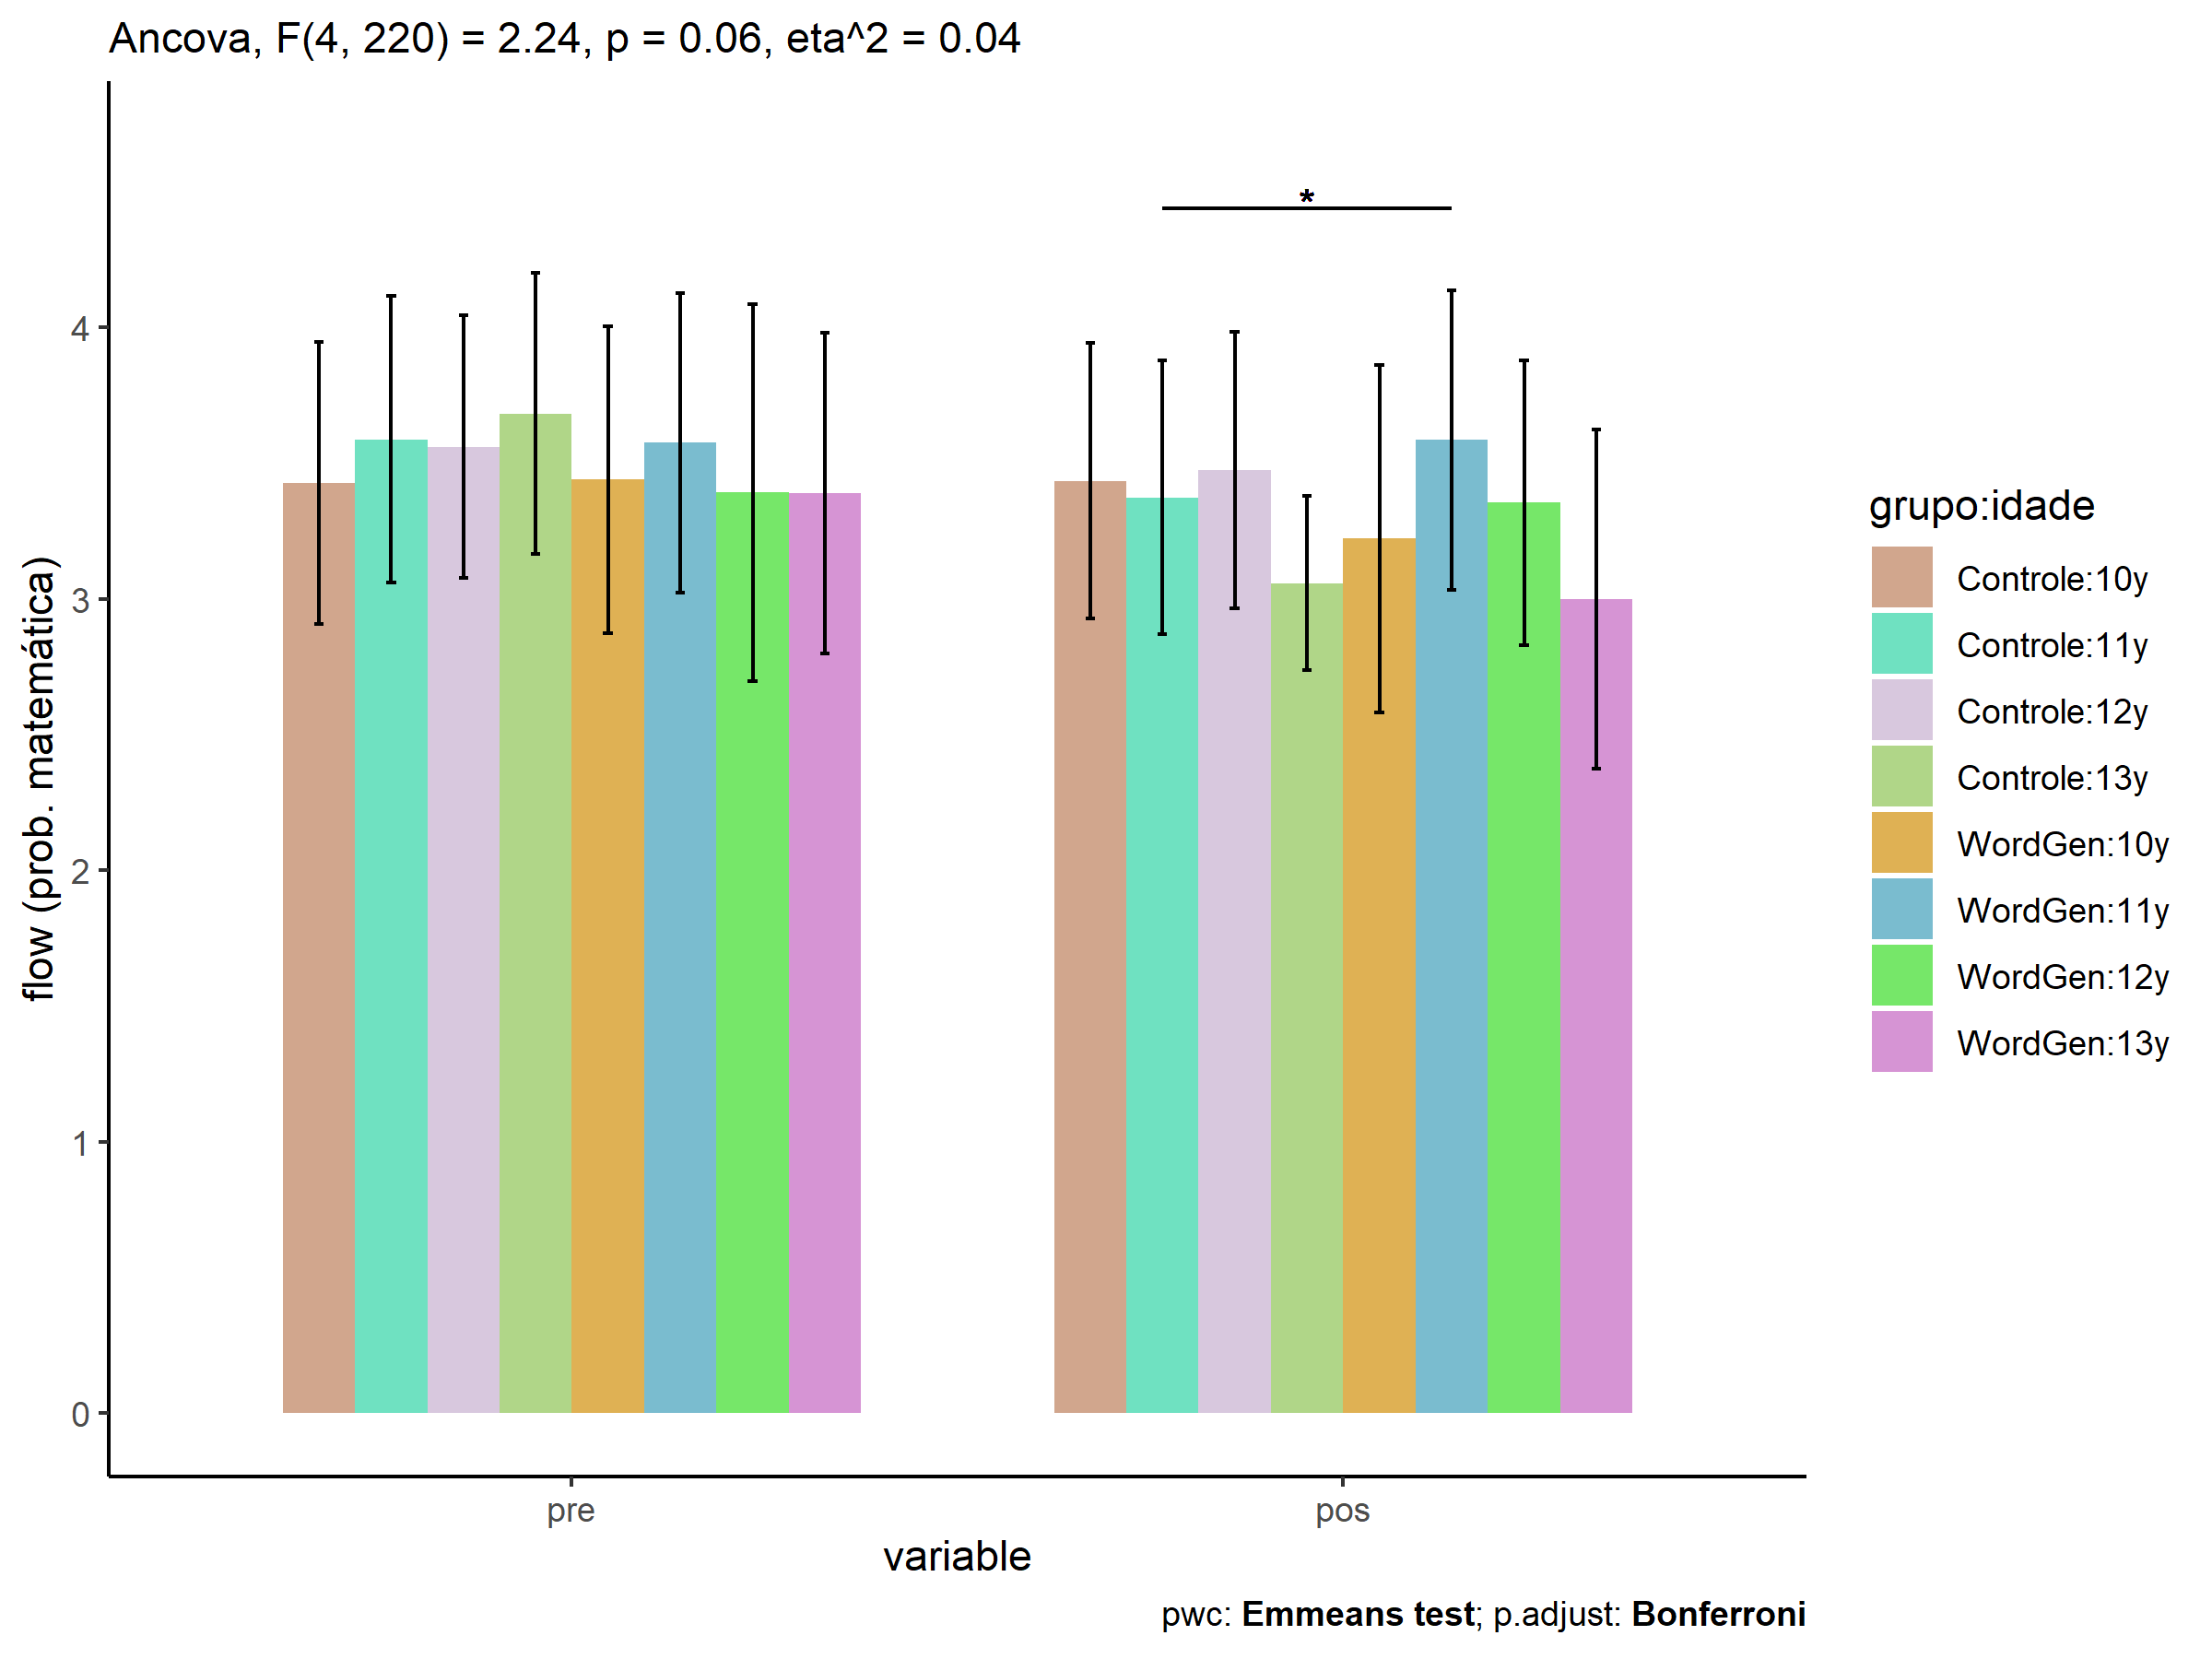 Ancova, F(4, 220) = 2.24, p = 0.06, eta^2 = 0.04
*
4
3
2
1
0
flow (prob. matemática)
pre
pos
variable
grupo:idade
Controle:10y
Controle:11y
Controle:12y
Controle:13y
WordGen:10y
WordGen:11y
WordGen:12y
WordGen:13y
pwc: Emmeans test; p.adjust: Bonferroni